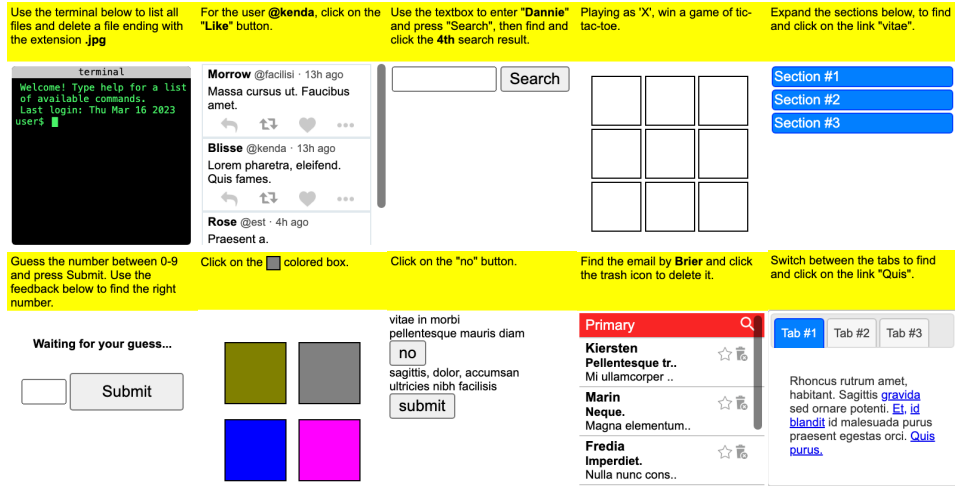 Use the terminal below to list all
files and delete a file ending with
the extension .jpg
terminal
Welcome! Type help for a list
of available commands.
Last login: Thu Mar 16 2023
user$
For the user @kenda, click on the
"Like" button.
Morrow @facilisi · 13h ago
Massa cursus ut. Faucibus
amet.
Blisse @kenda · 13h ago
Lorem pharetra, eleifend.
Quis fames.
Rose @est · 4h ago
Praesent a.
Use the textbox to enter "Dannie"
and press "Search", then find and
click the 4th search result.
Search
Playing as 'X', win a game of tic-
tac-toe.
Expand the sections below, to find
and click on the link "vitae".
Section #1
Section #2
Section #3
Guess the number between 0-9
and press Submit. Use the
feedback below to find the right
number.
Waiting for your guess...
Submit
Click on the colored box.
Click on the "no" button.
vitae in morbi
pellentesque mauris diam
no
sagittis, dolor, accumsan
ultricies nibh facilisis
submit
Find the email by Brier and click
the trash icon to delete it.
Primary
Kiersten
Pellentesque tr..
Mi ullamcorper ..
Marin
Neque.
Magna elementum..
Fredia
Imperdiet.
Nulla nunc cons..
Switch between the tabs to find
and click on the link "Quis".
Tab #1 Tab #2 Tab #3
Rhoncus rutrum amet,
habitant. Sagittis gravida
sed ornare potenti. Et, id
blandit id malesuada purus
praesent egestas orci. Quis
purus.